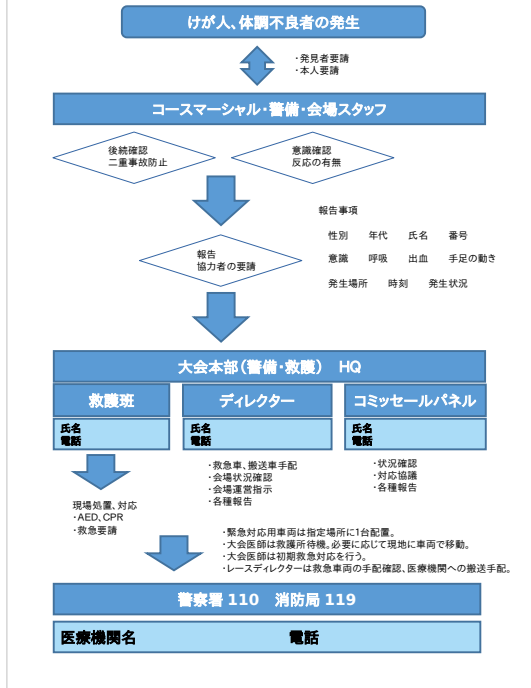 けが人、体調不良者の発生
・発見者要請
・本人要請
コースマーシャル・警備・会場スタッフ
後続確認
二重事故防止
意識確認
反応の有無
報告事項
性別 年代 氏名 番号
意識 呼吸 出血 手足の動き
発生場所 時刻 発生状況
報告
協力者の要請
大会本部(警備・救護) HQ
救護班
氏名
電話
ディレクター
氏名
電話
コミッセールパネル
氏名
電話
現場処置、対応
・AED、CPR
・救急要請
・救急車、搬送車手配
・会場状況確認
・会場運営指示
・各種報告
・状況確認
・対応協議
・各種報告
・緊急対応用車両は指定場所に1台配置。
・大会医師は救護所待機。必要に応じて現地に車両で移動。
・大会医師は初期救急対応を行う。
・レースディレクターは救急車両の手配確認、医療機関への搬送手配。
警察署 110 消防局 119
医療機関名 電話